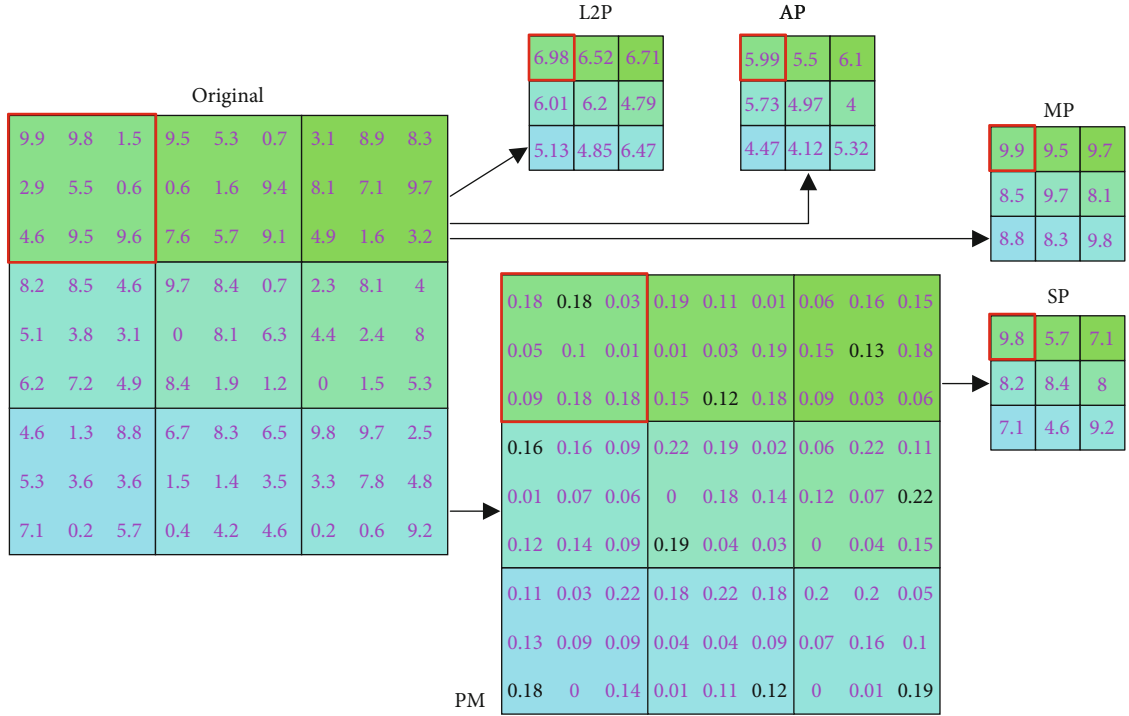 L2P
6.98 6.52 6.71
6.01 6.2 4.79
5.13 4.85 6.47
AP
5.99 5.5 6.1
5.73 4.97 4
4.47 4.12 5.32
Original
9.9 9.8 1.5 9.5 5.3 0.7 3.1 8.9 8.3
2.9 5.5 0.6 0.6 1.6 9.4 8.1 7.1 9.7
4.6 9.5 9.6 7.6 5.7 9.1 4.9 1.6 3.2
8.2 8.5 4.6 9.7 8.4 0.7 2.3 8.1 4
5.1 3.8 3.1 0 8.1 6.3 4.4 2.4 8
6.2 7.2 4.9 8.4 1.9 1.2 0 1.5 5.3
4.6 1.3 8.8 6.7 8.3 6.5 9.8 9.7 2.5
5.3 3.6 3.6 1.5 1.4 3.5 3.3 7.8 4.8
7.1 0.2 5.7 0.4 4.2 4.6 0.2 0.6 9.2
MP
9.9 9.5 9.7
8.5 9.7 8.1
8.8 8.3 9.8
0.18 0.18 0.03 0.19 0.11 0.01 0.06 0.16 0.15
0.05 0.1 0.01 0.01 0.03 0.19 0.15 0.13 0.18
0.09 0.18 0.18 0.15 0.12 0.18 0.09 0.03 0.06
0.16 0.16 0.09 0.22 0.19 0.02 0.06 0.22 0.11
0.01 0.07 0.06 0 0.18 0.14 0.12 0.07 0.22
0.12 0.14 0.09 0.19 0.04 0.03 0 0.04 0.15
0.11 0.03 0.22 0.18 0.22 0.18 0.2 0.2 0.05
0.13 0.09 0.09 0.04 0.04 0.09 0.07 0.16 0.1
0.18 0 0.14 0.01 0.11 0.12 0 0.01 0.19
PM
SP
9.8 5.7 7.1
8.2 8.4 8
7.1 4.6 9.2